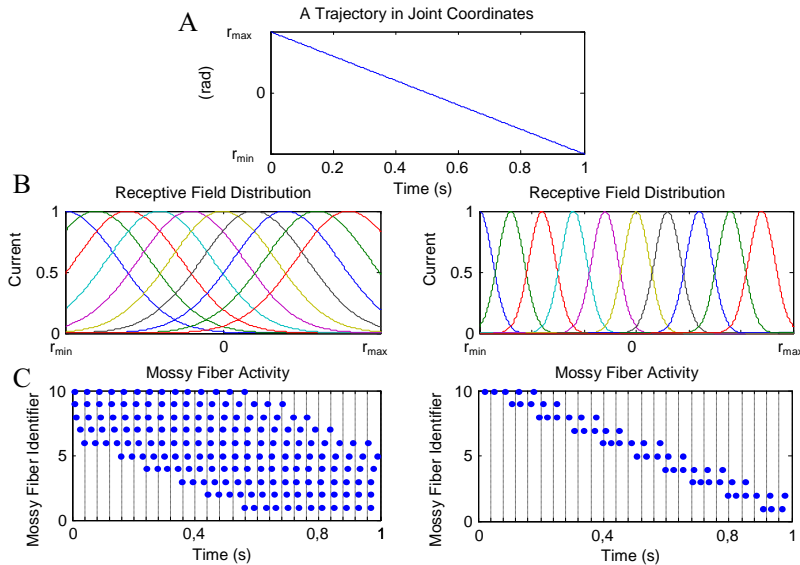 A
A Trajectory in Joint Coordinates
rmax
0
rmin
(rad)
0 0.2 0.4 0.6 0.8 1
Time (s)
B
Receptive Field Distribution
1
0.5
0
Current
rmin 0 rmax
Receptive Field Distribution
1
0.5
0
Current
rmin 0 rmax
C
Mossy Fiber Activity
10
5
0
Mossy Fiber Identifier
0 0,4 0,8 1
Time (s)
Mossy Fiber Activity
10
5
0
Mossy Fiber Identifier
0 0,4 0,8 1
Time (s)